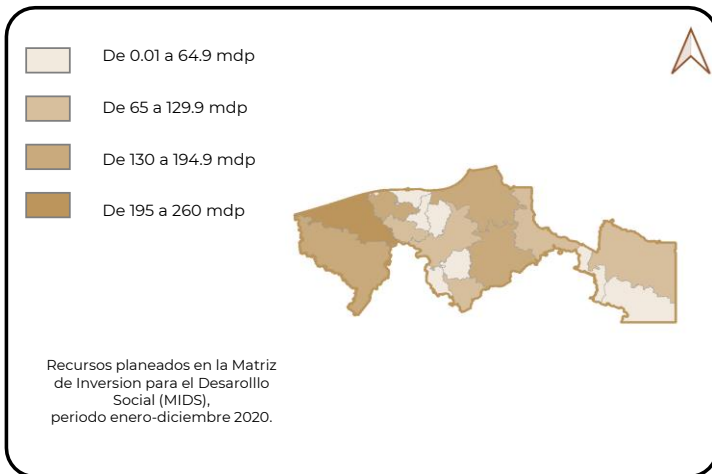 De 0.01 a 64.9 mdp
De 65 a 129.9 mdp
De 130 a 194.9 mdp
De 195 a 260 mdp
Recursos planeados en la Matriz
de Inversion para el Desarolllo
Social (MIDS),
periodo enero-diciembre 2020.